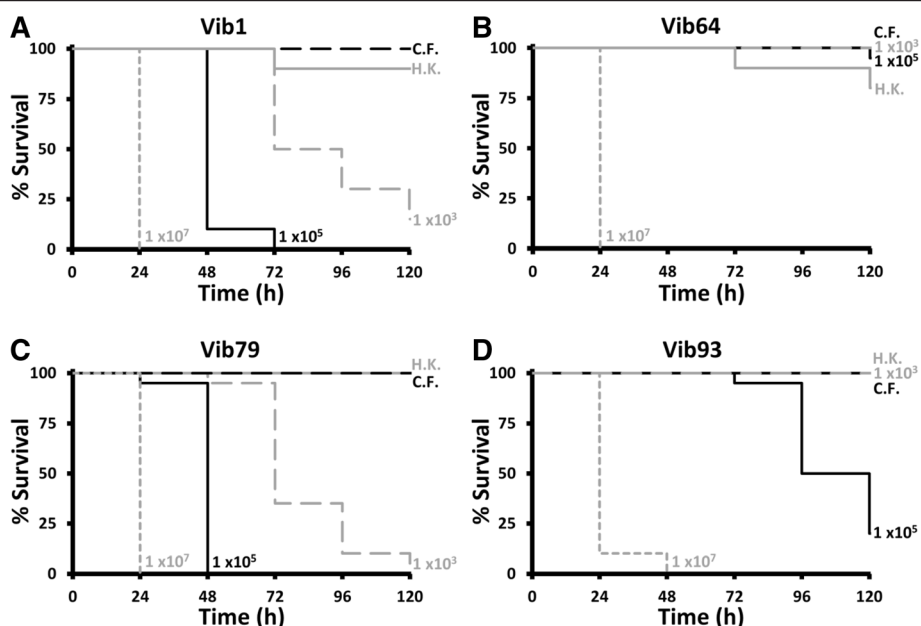 A
Vib1
% Survival
100
75
50
25
0
C.F.
H.K.
1 x10³
1 x10⁷
1 x10⁵
0 24 48 72 96 120
Time (h)
B
Vib64
% Survival
100
75
50
25
0
C.F.
1 x10³
1 x10⁵
H.K.
1 x10⁷
0 24 48 72 96 120
Time (h)
C
Vib79
% Survival
100
75
50
25
0
H.K.
C.F.
1 x10⁷
1 x10⁵
1 x10³
0 24 48 72 96 120
Time (h)
D
Vib93
% Survival
100
75
50
25
0
H.K.
1 x10³
C.F.
1 x10⁵
1 x10⁷
0 24 48 72 96 120
Time (h)